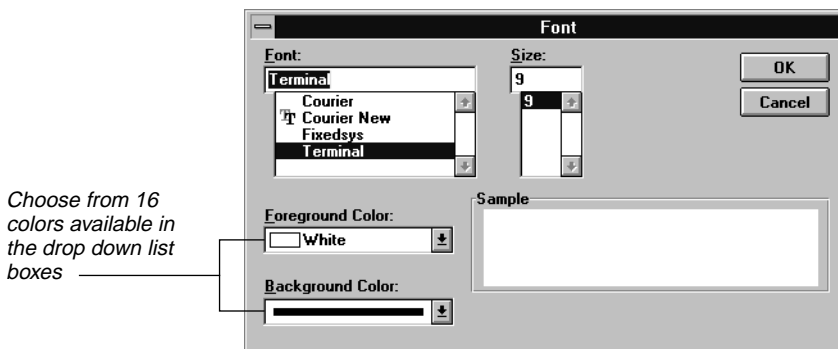 Font
Font:
Size:
Terminal
9
OK
Courier
9
Courier New
Cancel
Fixedsys
Terminal
Choose from 16
colors available in
the drop down list
boxes
Foreground Color:
White
Sample
Background Color: